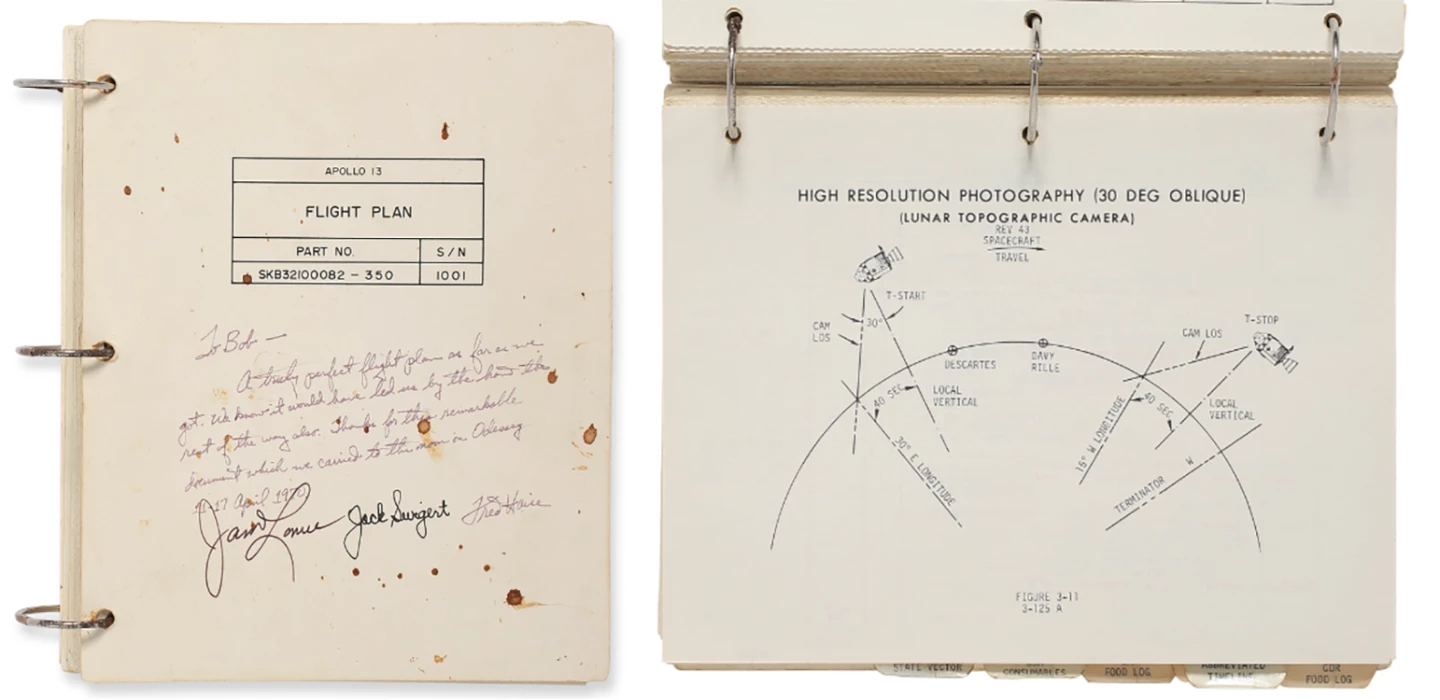 APOLLO 13
FLIGHT PLAN
PART NO. S/N
SKB32100082 - 350 1001
To Bob —
A truly perfect flight plan as far as we
got. We know it would have led us by the hand the
rest of the way also. Thanks for this remarkable
document which we carried to the moon in Odessey
11-17 April 1970
Jack Swigert Fred Haise
HIGH RESOLUTION PHOTOGRAPHY (30 DEG OBLIQUE)
(LUNAR TOPOGRAPHIC CAMERA)
REV 43
SPACECRAFT
TRAVEL
T-START
CAM
LOS
30°
DESCARTES
DAVY
RILLE
CAM LOS
T-STOP
40 SEC
LOCAL
VERTICAL
30° E LONGITUDE
15° W LONGITUDE
40 SEC
LOCAL
VERTICAL
TERMINATOR W
FIGURE 3-11
3-125 A
STATE VECTOR
CONSUMABLES
FOOD LOG
ABBREVIATED
TIMELINE
CDR
FOOD LOG